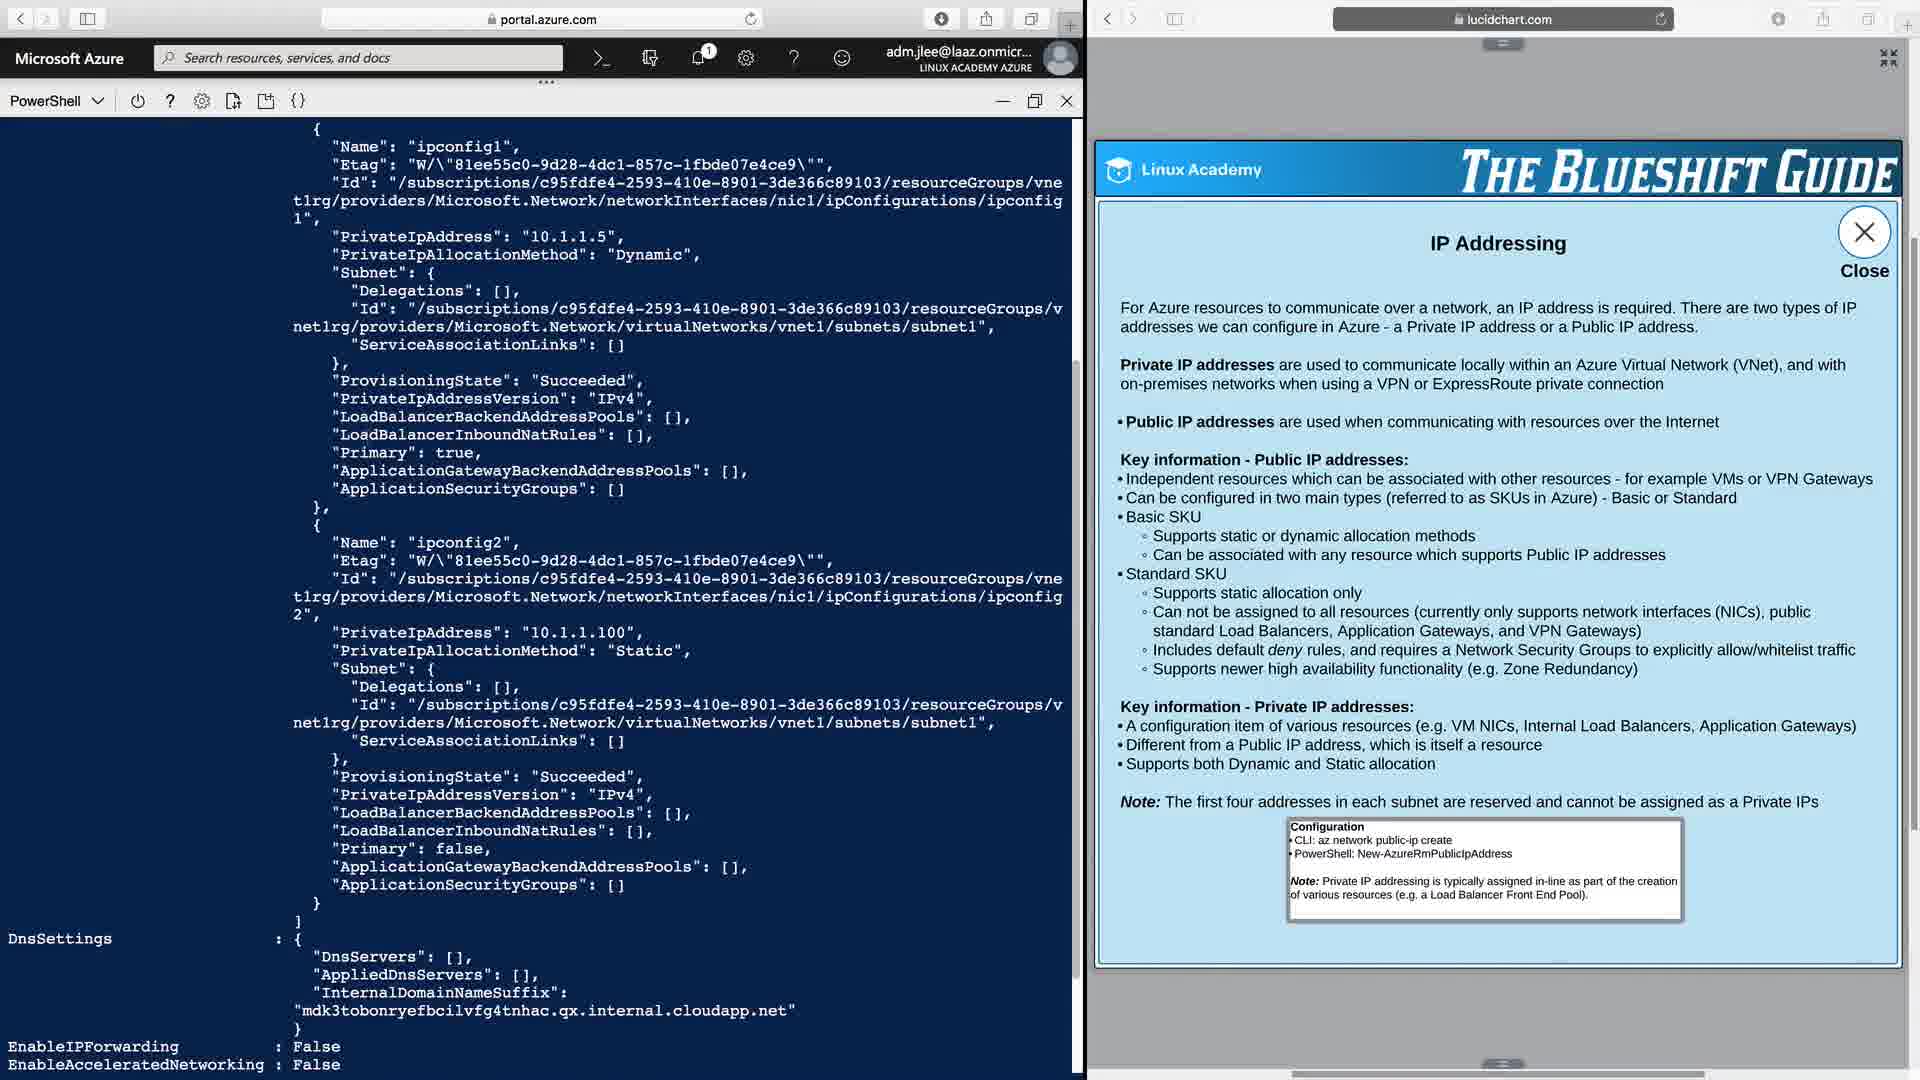 portal.azure.com
Microsoft Azure
Search resources, services, and docs
1
adm.jlee@laaz.onmicr...
LINUX ACADEMY AZURE
PowerShell
{
"Name": "ipconfig1",
"Etag": "W/\"81ee55c0-9d28-4dc1-857c-1fbde07e4ce9\"",
"Id": "/subscriptions/c95fdfe4-2593-410e-8901-3de366c89103/resourceGroups/vne
t1rg/providers/Microsoft.Network/networkInterfaces/nic1/ipConfigurations/ipconfig
1",
"PrivateIpAddress": "10.1.1.5",
"PrivateIpAllocationMethod": "Dynamic",
"Subnet": {
"Delegations": [],
"Id": "/subscriptions/c95fdfe4-2593-410e-8901-3de366c89103/resourceGroups/v
net1rg/providers/Microsoft.Network/virtualNetworks/vnet1/subnets/subnet1",
"ServiceAssociationLinks": []
},
"ProvisioningState": "Succeeded",
"PrivateIpAddressVersion": "IPv4",
"LoadBalancerBackendAddressPools": [],
"LoadBalancerInboundNatRules": [],
"Primary": true,
"ApplicationGatewayBackendAddressPools": [],
"ApplicationSecurityGroups": []
},
{
"Name": "ipconfig2",
"Etag": "W/\"81ee55c0-9d28-4dc1-857c-1fbde07e4ce9\"",
"Id": "/subscriptions/c95fdfe4-2593-410e-8901-3de366c89103/resourceGroups/vne
t1rg/providers/Microsoft.Network/networkInterfaces/nic1/ipConfigurations/ipconfig
2",
"PrivateIpAddress": "10.1.1.100",
"PrivateIpAllocationMethod": "Static",
"Subnet": {
"Delegations": [],
"Id": "/subscriptions/c95fdfe4-2593-410e-8901-3de366c89103/resourceGroups/v
net1rg/providers/Microsoft.Network/virtualNetworks/vnet1/subnets/subnet1",
"ServiceAssociationLinks": []
},
"ProvisioningState": "Succeeded",
"PrivateIpAddressVersion": "IPv4",
"LoadBalancerBackendAddressPools": [],
"LoadBalancerInboundNatRules": [],
"Primary": false,
"ApplicationGatewayBackendAddressPools": [],
"ApplicationSecurityGroups": []
}
]
DnsSettings : {
"DnsServers": [],
"AppliedDnsServers": [],
"InternalDomainNameSuffix":
"mdk3tobonryefbcilvfg4tnhac.qx.internal.cloudapp.net"
}
EnableIPForwarding : False
EnableAcceleratedNetworking : False
lucidchart.com
Linux Academy
THE BLUESHIFT GUIDE
IP Addressing
Close
For Azure resources to communicate over a network, an IP address is required. There are two types of IP
addresses we can configure in Azure - a Private IP address or a Public IP address.
Private IP addresses are used to communicate locally within an Azure Virtual Network (VNet), and with
on-premises networks when using a VPN or ExpressRoute private connection
• Public IP addresses are used when communicating with resources over the Internet
Key information - Public IP addresses:
• Independent resources which can be associated with other resources - for example VMs or VPN Gateways
• Can be configured in two main types (referred to as SKUs in Azure) - Basic or Standard
• Basic SKU
◦ Supports static or dynamic allocation methods
◦ Can be associated with any resource which supports Public IP addresses
• Standard SKU
◦ Supports static allocation only
◦ Can not be assigned to all resources (currently only supports network interfaces (NICs), public
standard Load Balancers, Application Gateways, and VPN Gateways)
◦ Includes default deny rules, and requires a Network Security Groups to explicitly allow/whitelist traffic
◦ Supports newer high availability functionality (e.g. Zone Redundancy)
Key information - Private IP addresses:
• A configuration item of various resources (e.g. VM NICs, Internal Load Balancers, Application Gateways)
• Different from a Public IP address, which is itself a resource
• Supports both Dynamic and Static allocation
Note: The first four addresses in each subnet are reserved and cannot be assigned as a Private IPs
Configuration
• CLI: az network public-ip create
• PowerShell: New-AzureRmPublicIpAddress
Note: Private IP addressing is typically assigned in-line as part of the creation
of various resources (e.g. a Load Balancer Front End Pool).